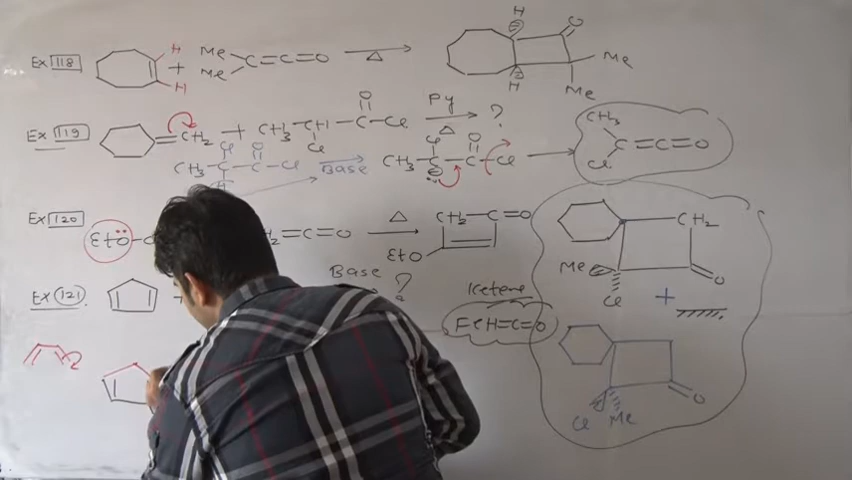 Ex 118 H H + Me Me C=C=O Δ H H O Me Me
Ex 119 CH2 + CH3 CH Cl C O Cl Py Δ ?
CH3 C Cl H C O Cl Base CH3 C Cl C O Cl CH3 Cl C=C=O
Ex 120 EtO =C=O Δ CH2 C=O EtO
CH2 Me Cl O
Ex (121) + Base ? Ketene
FCH=C=O
+
O Cl Me